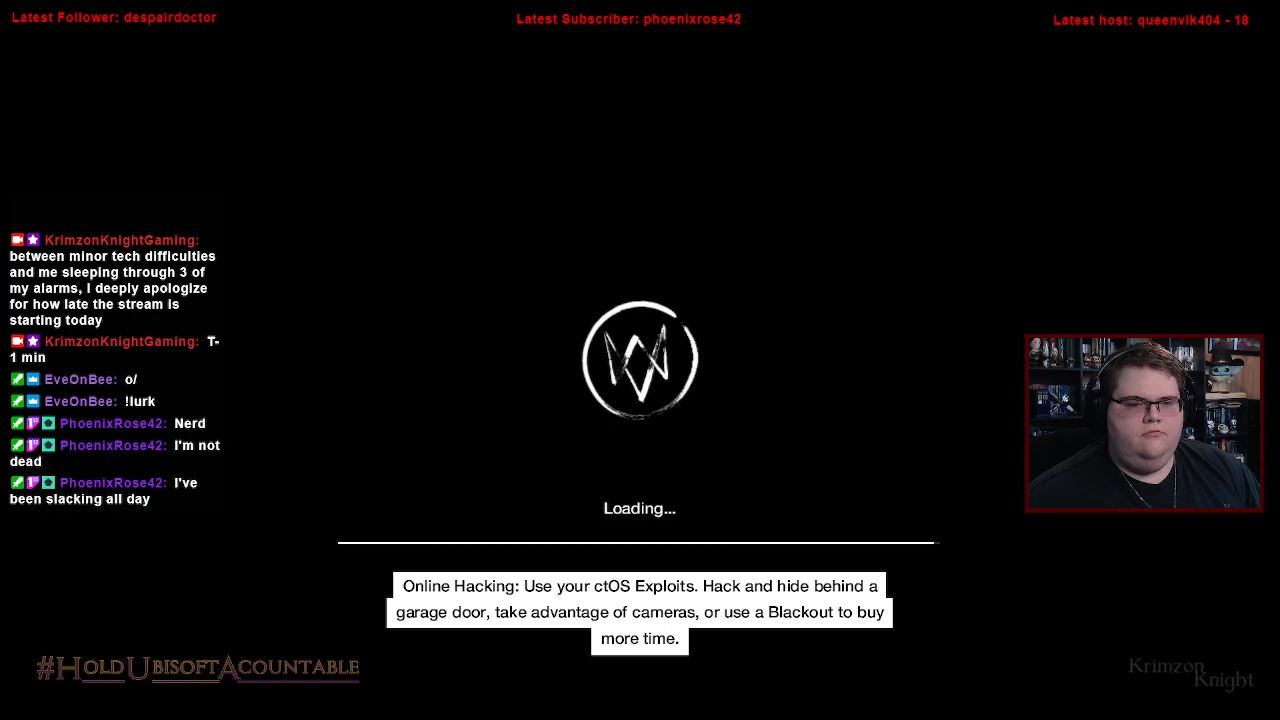 Latest Follower: despairdoctor
Latest Subscriber: phoenixrose42
Latest host: queenvik404 - 18
KrimzonKnightGaming:
between minor tech difficulties
and me sleeping through 3 of
my alarms, I deeply apologize
for how late the stream is
starting today
KrimzonKnightGaming: T-
1 min
EveOnBee: o/
EveOnBee: !lurk
PhoenixRose42: Nerd
PhoenixRose42: I'm not
dead
PhoenixRose42: I've
been slacking all day
Loading...
Online Hacking: Use your ctOS Exploits. Hack and hide behind a
garage door, take advantage of cameras, or use a Blackout to buy
more time.
#HoldUbisoftAcountable
Krimzon
Knight